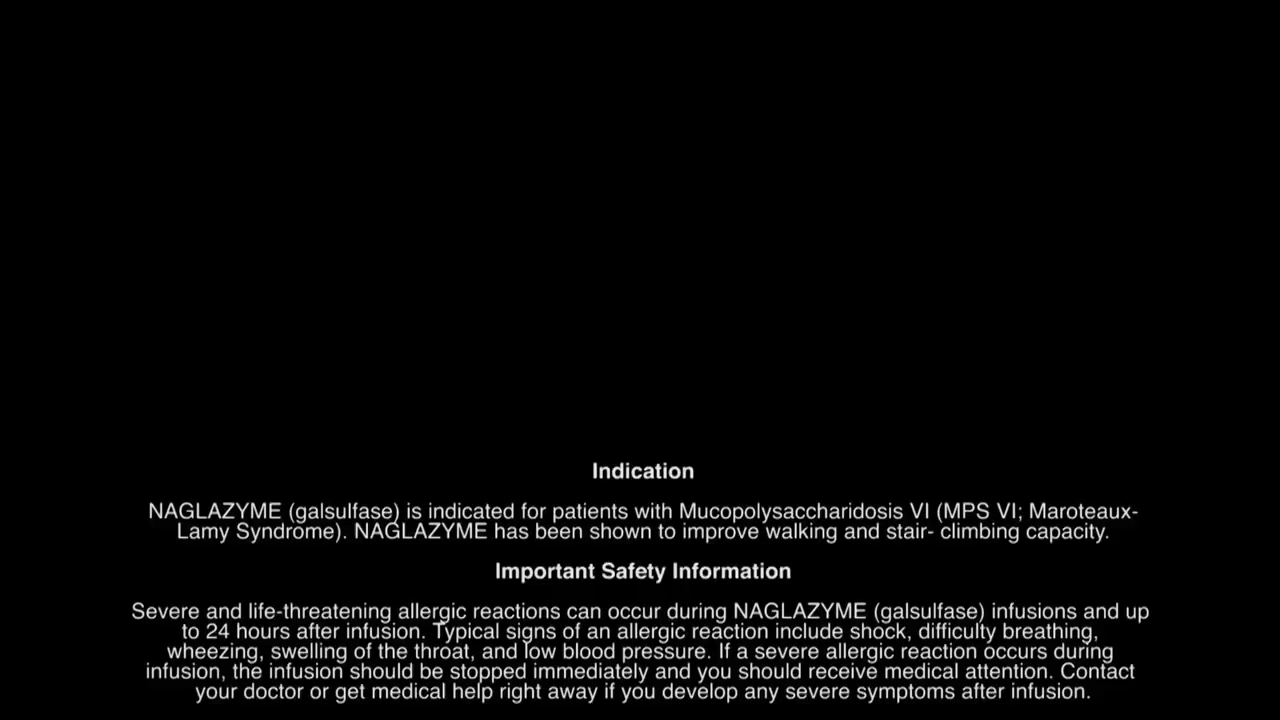 Indication
NAGLAZYME (galsulfase) is indicated for patients with Mucopolysaccharidosis VI (MPS VI; Maroteaux-
Lamy Syndrome). NAGLAZYME has been shown to improve walking and stair- climbing capacity.
Important Safety Information
Severe and life-threatening allergic reactions can occur during NAGLAZYME (galsulfase) infusions and up
to 24 hours after infusion. Typical signs of an allergic reaction include shock, difficulty breathing,
wheezing, swelling of the throat, and low blood pressure. If a severe allergic reaction occurs during
infusion, the infusion should be stopped immediately and you should receive medical attention. Contact
your doctor or get medical help right away if you develop any severe symptoms after infusion.